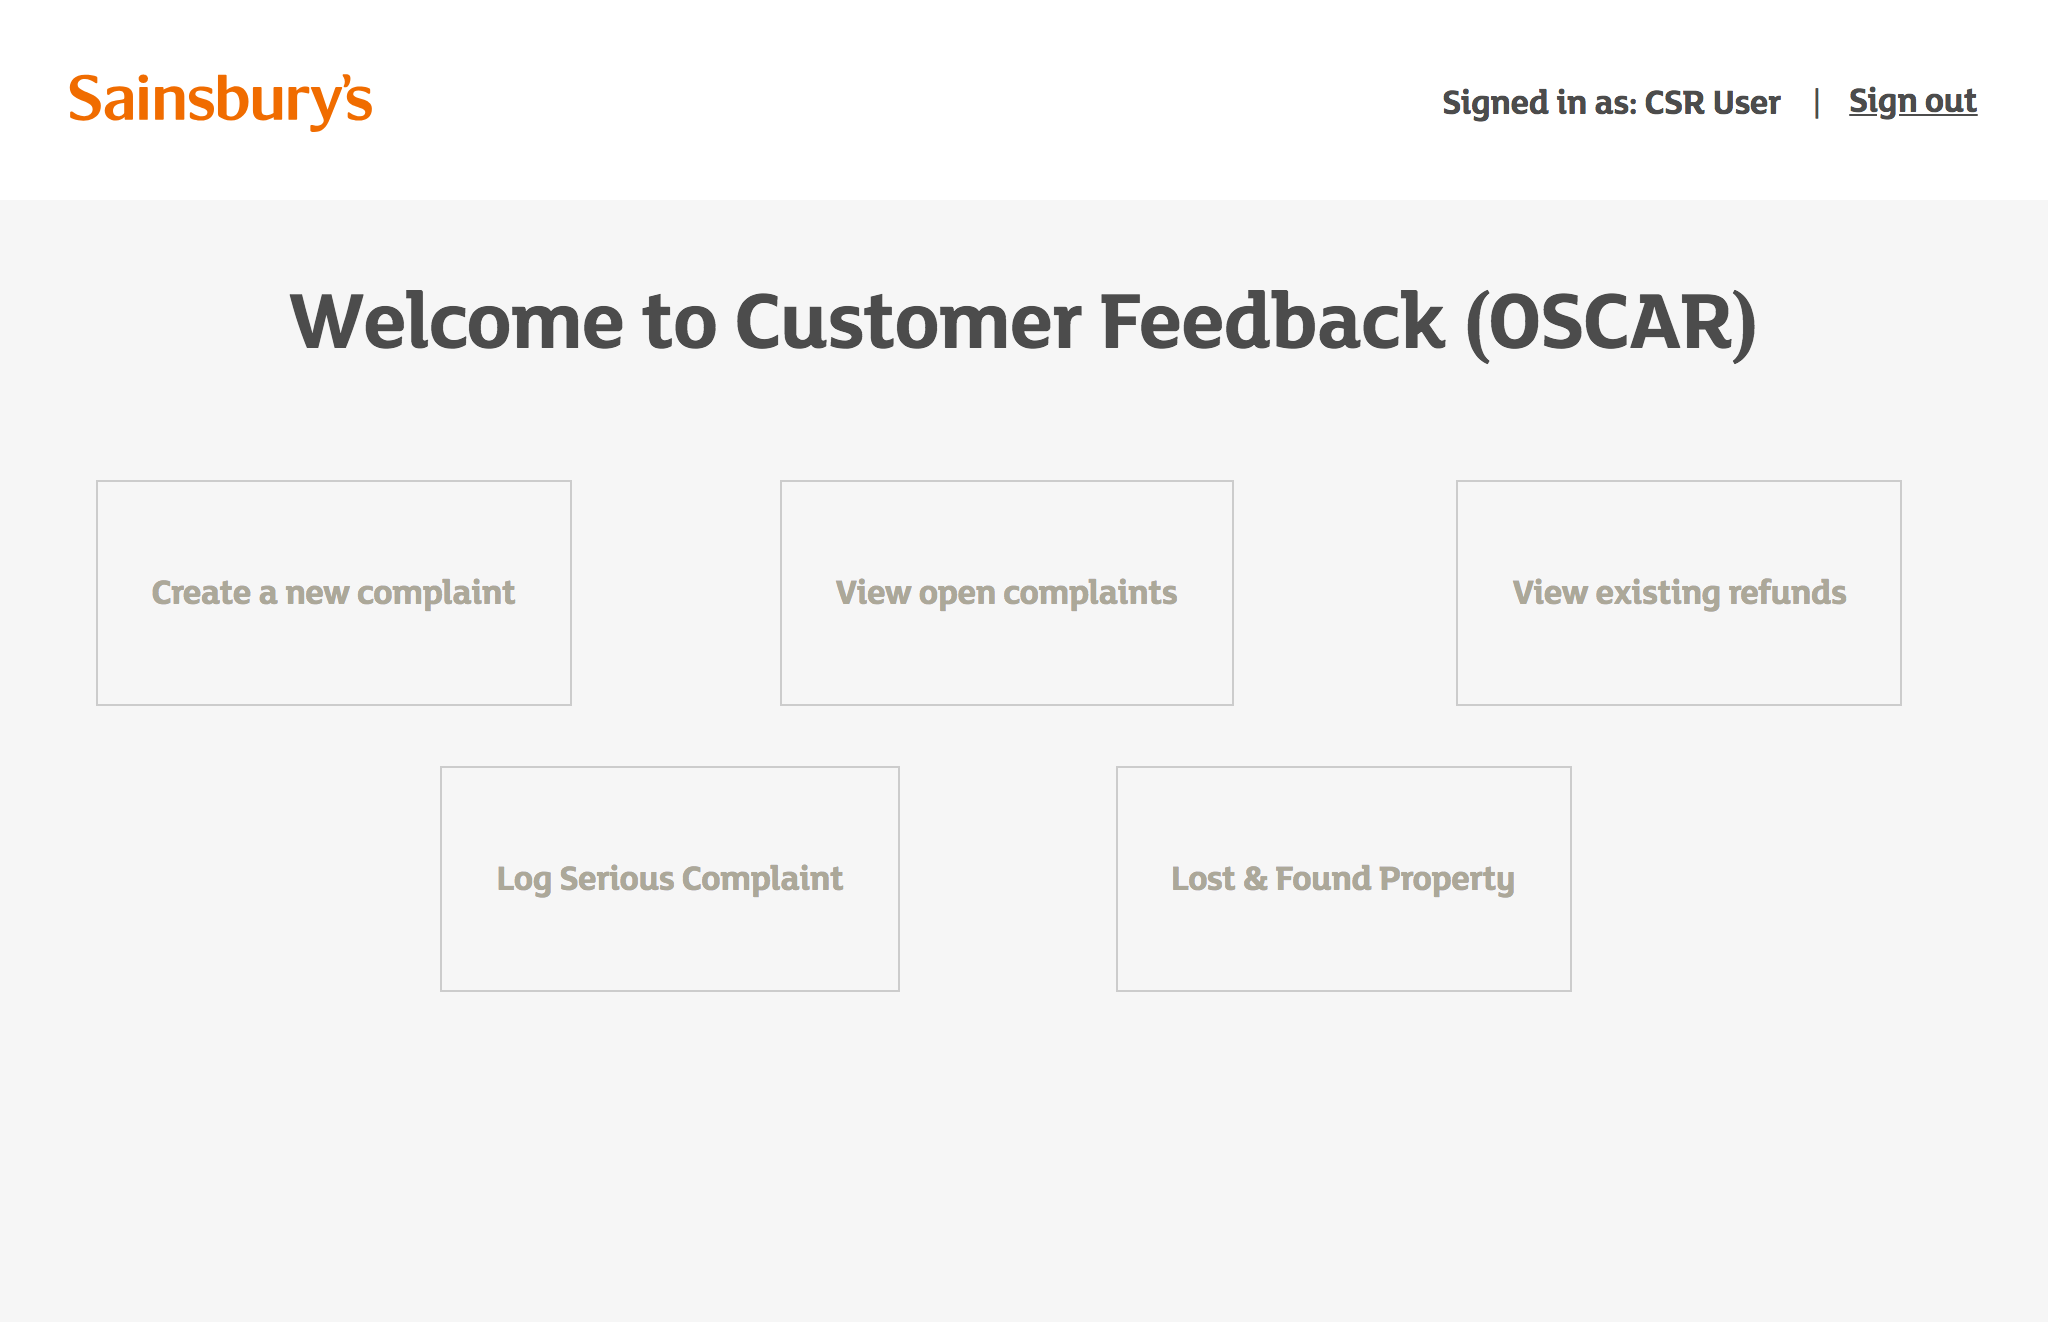 Sainsbury's
Signed in as: CSR User | Sign out
Welcome to Customer Feedback (OSCAR)
Create a new complaint
View open complaints
View existing refunds
Log Serious Complaint
Lost & Found Property